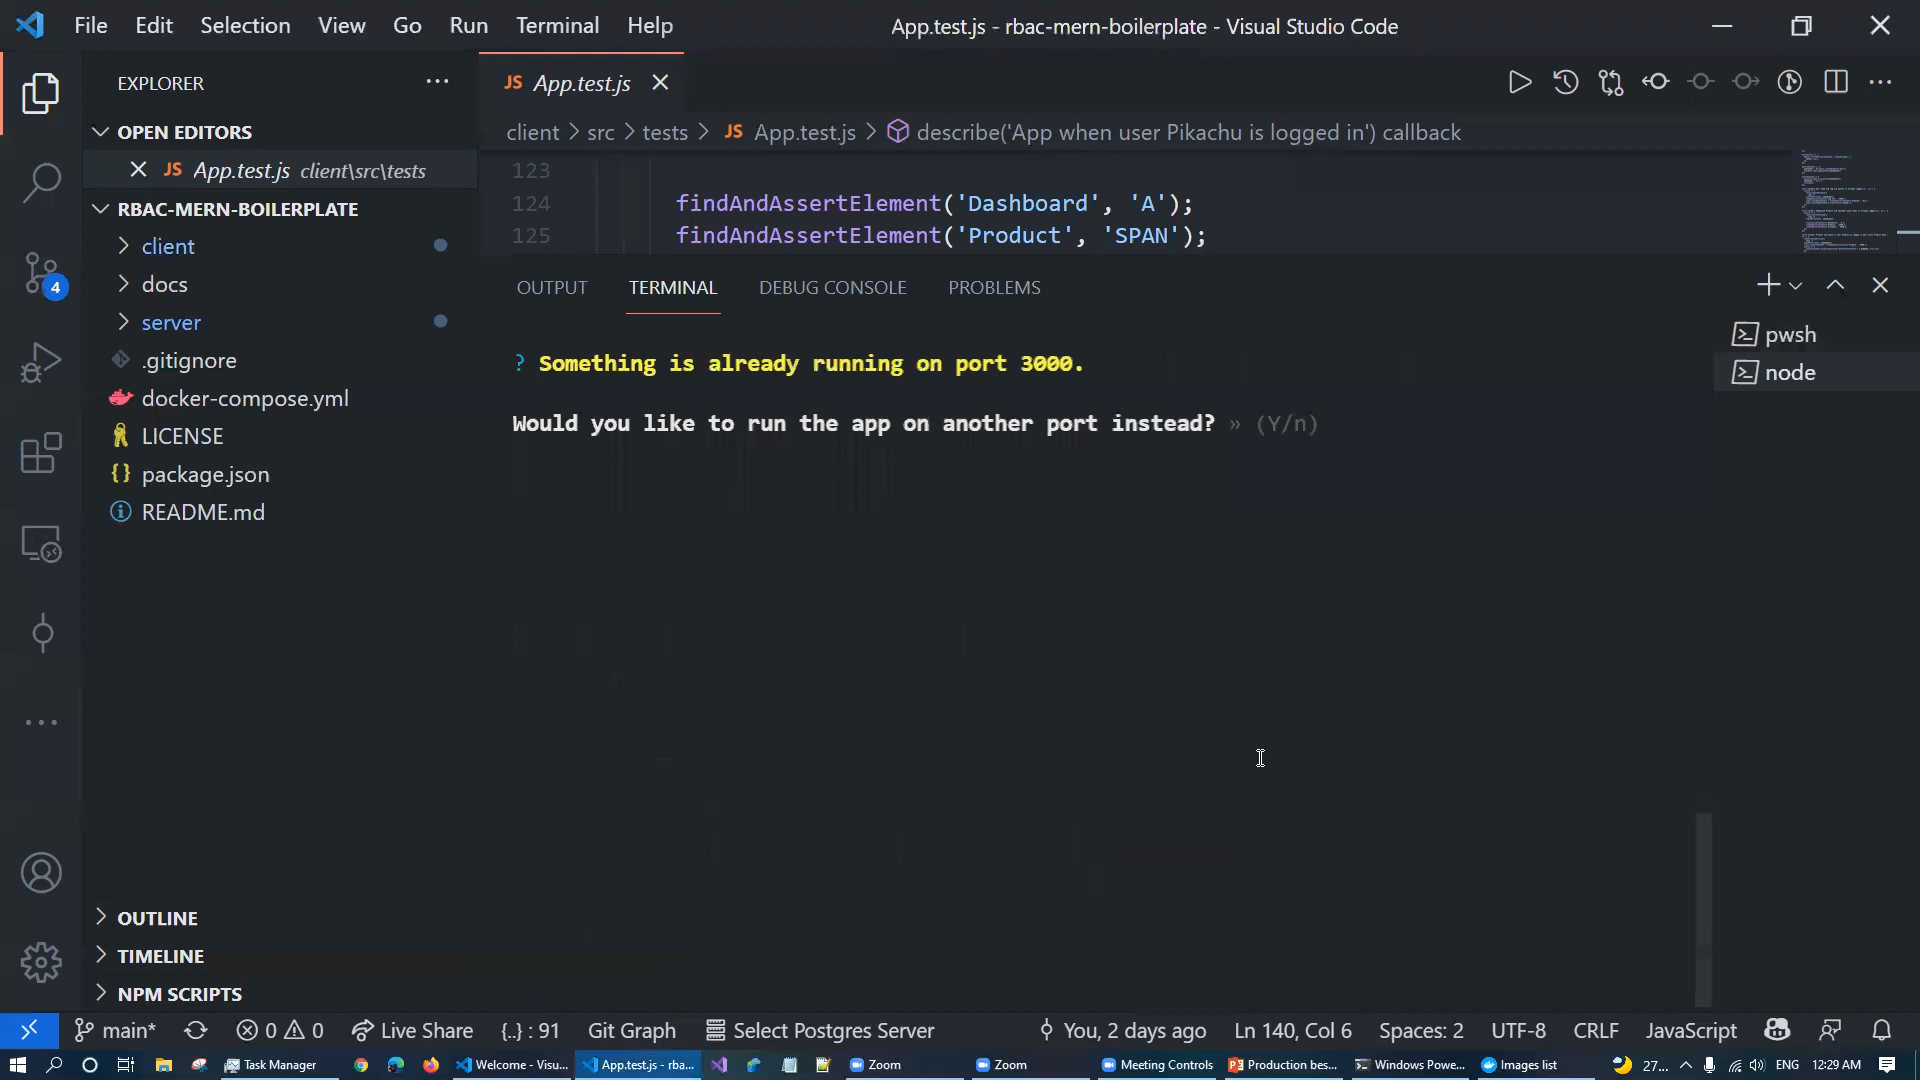 File Edit Selection View Go Run Terminal Help
App.test.js - rbac-mern-boilerplate - Visual Studio Code
EXPLORER
OPEN EDITORS
JS App.test.js client\src\tests
RBAC-MERN-BOILERPLATE
client
docs
server
.gitignore
docker-compose.yml
LICENSE
{} package.json
README.md
OUTLINE
TIMELINE
NPM SCRIPTS
4
JS App.test.js
client > src > tests > JS App.test.js > describe('App when user Pikachu is logged in') callback
123
124 findAndAssertElement('Dashboard', 'A');
125 findAndAssertElement('Product', 'SPAN');
OUTPUT TERMINAL DEBUG CONSOLE PROBLEMS
pwsh
node
? Something is already running on port 3000.
Would you like to run the app on another port instead? » (Y/n)
main* 0 0 Live Share {..} : 91 Git Graph Select Postgres Server You, 2 days ago Ln 140, Col 6 Spaces: 2 UTF-8 CRLF JavaScript
Task Manager Welcome - Visu... App.test.js - rba... Zoom Zoom Meeting Controls Production bes... Windows Powe... Images list 27... ENG 12:29 AM